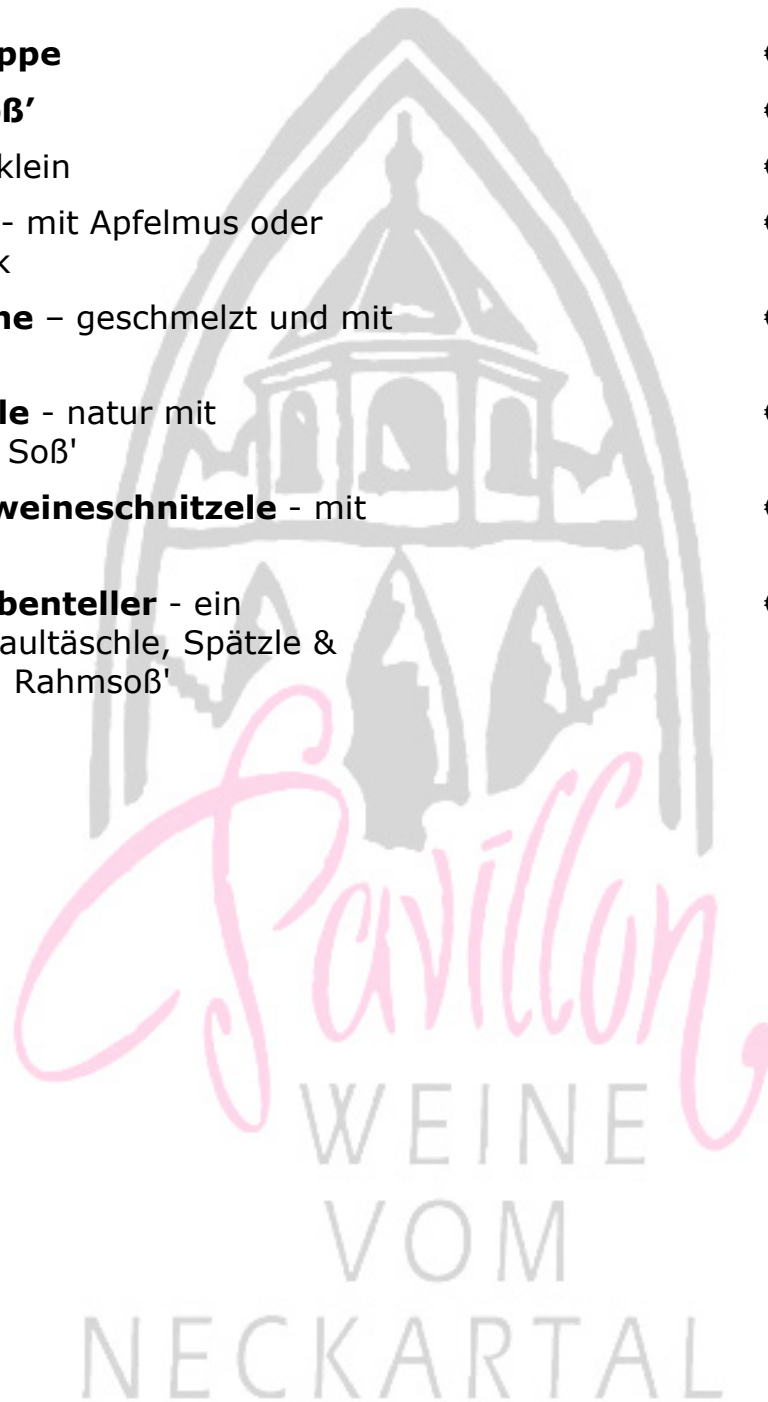 ppe €
ß’ €
klein €
- mit Apfelmus oder €
k
ne – geschmelzt und mit €
le - natur mit €
Soß'
weineschnitzele - mit €
benteller - ein €
aultäschle, Spätzle &
Rahmsoß'
Pavillon
WEINE
VOM
NECKARTAL